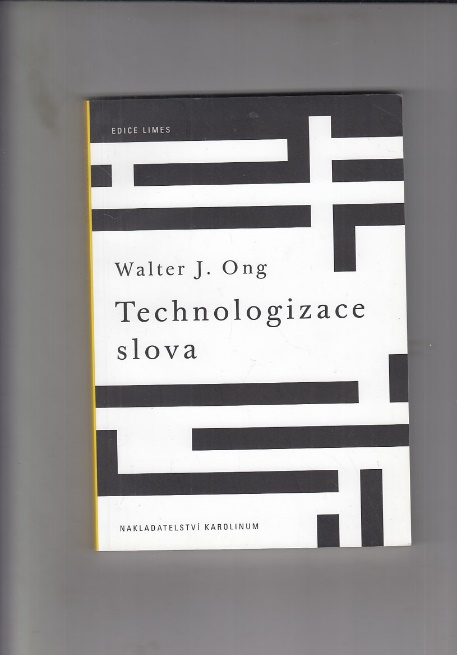 EDICE LIMES
Walter J. Ong
Technologizace
slova
NAKLADATELSTVÍ KAROLINUM